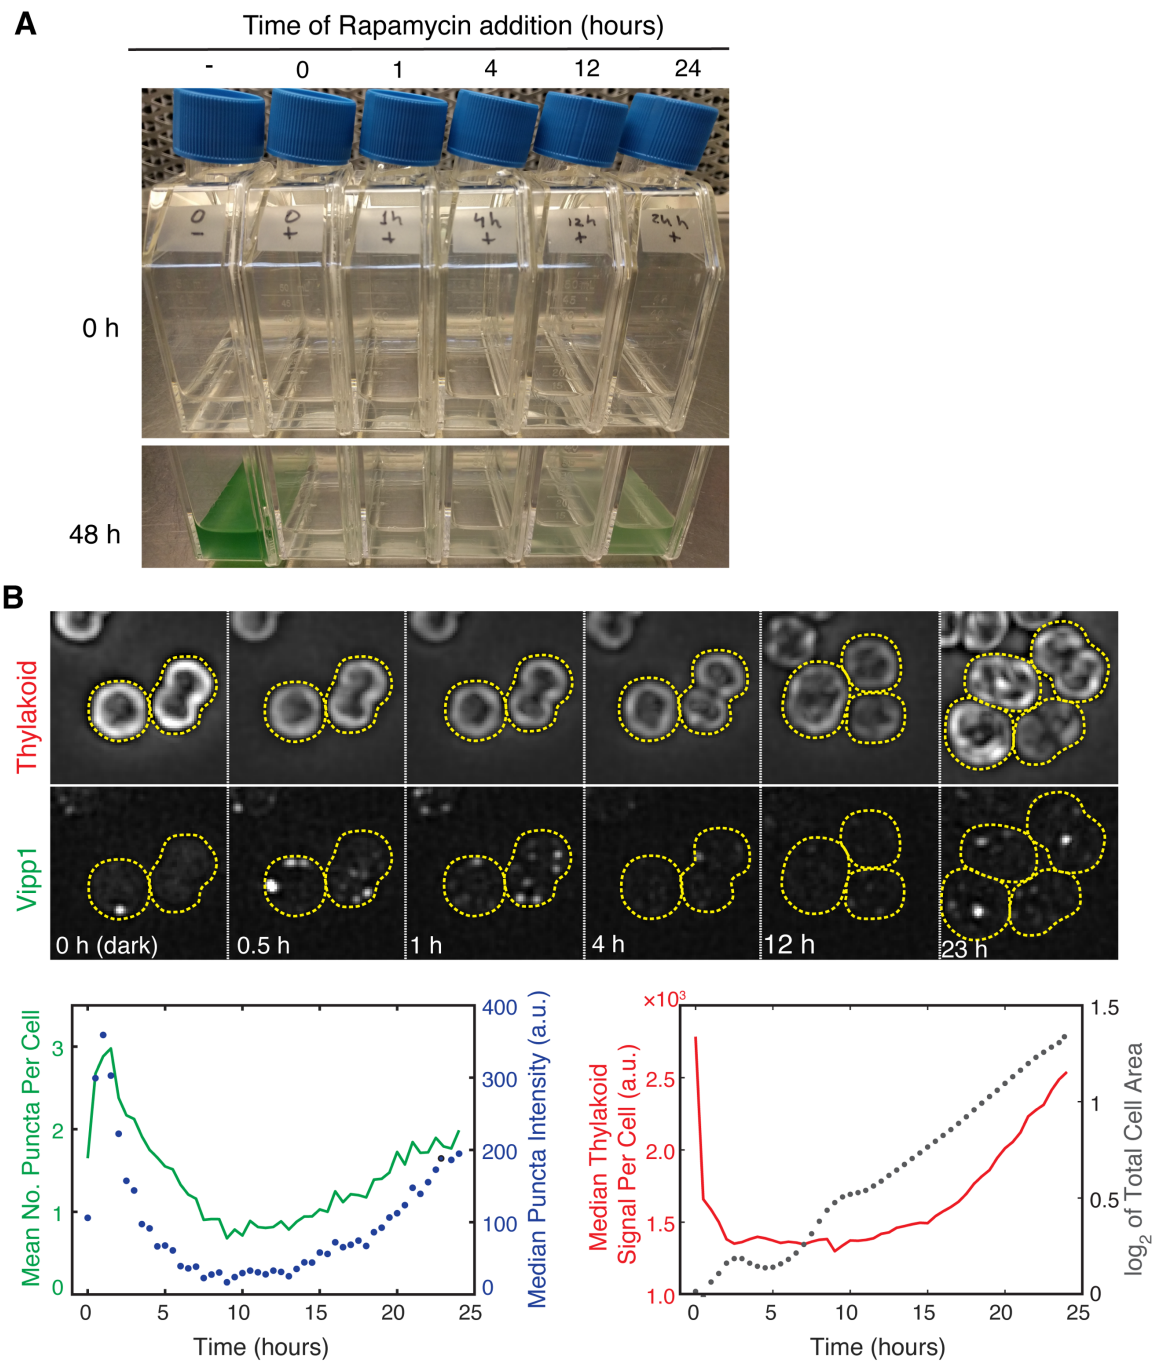 A
Time of Rapamycin addition (hours)
- 0 1 4 12 24
0 0 1h 4h 12h 24h
- + + + + +
0 h
48 h
B
Thylakoid
Vipp1
0 h (dark) 0.5 h 1 h 4 h 12 h 23 h
Mean No. Puncta Per Cell
3
2
1
0
400
300
200
100
0
Median Puncta Intensity (a.u.)
0 5 10 15 20 25
Time (hours)
Median Thylakoid
Signal Per Cell (a.u.)
×10³
2.5
2.0
1.5
1.0
1.5
1
0.5
0
log₂ of Total Cell Area
0 5 10 15 20 25
Time (hours)